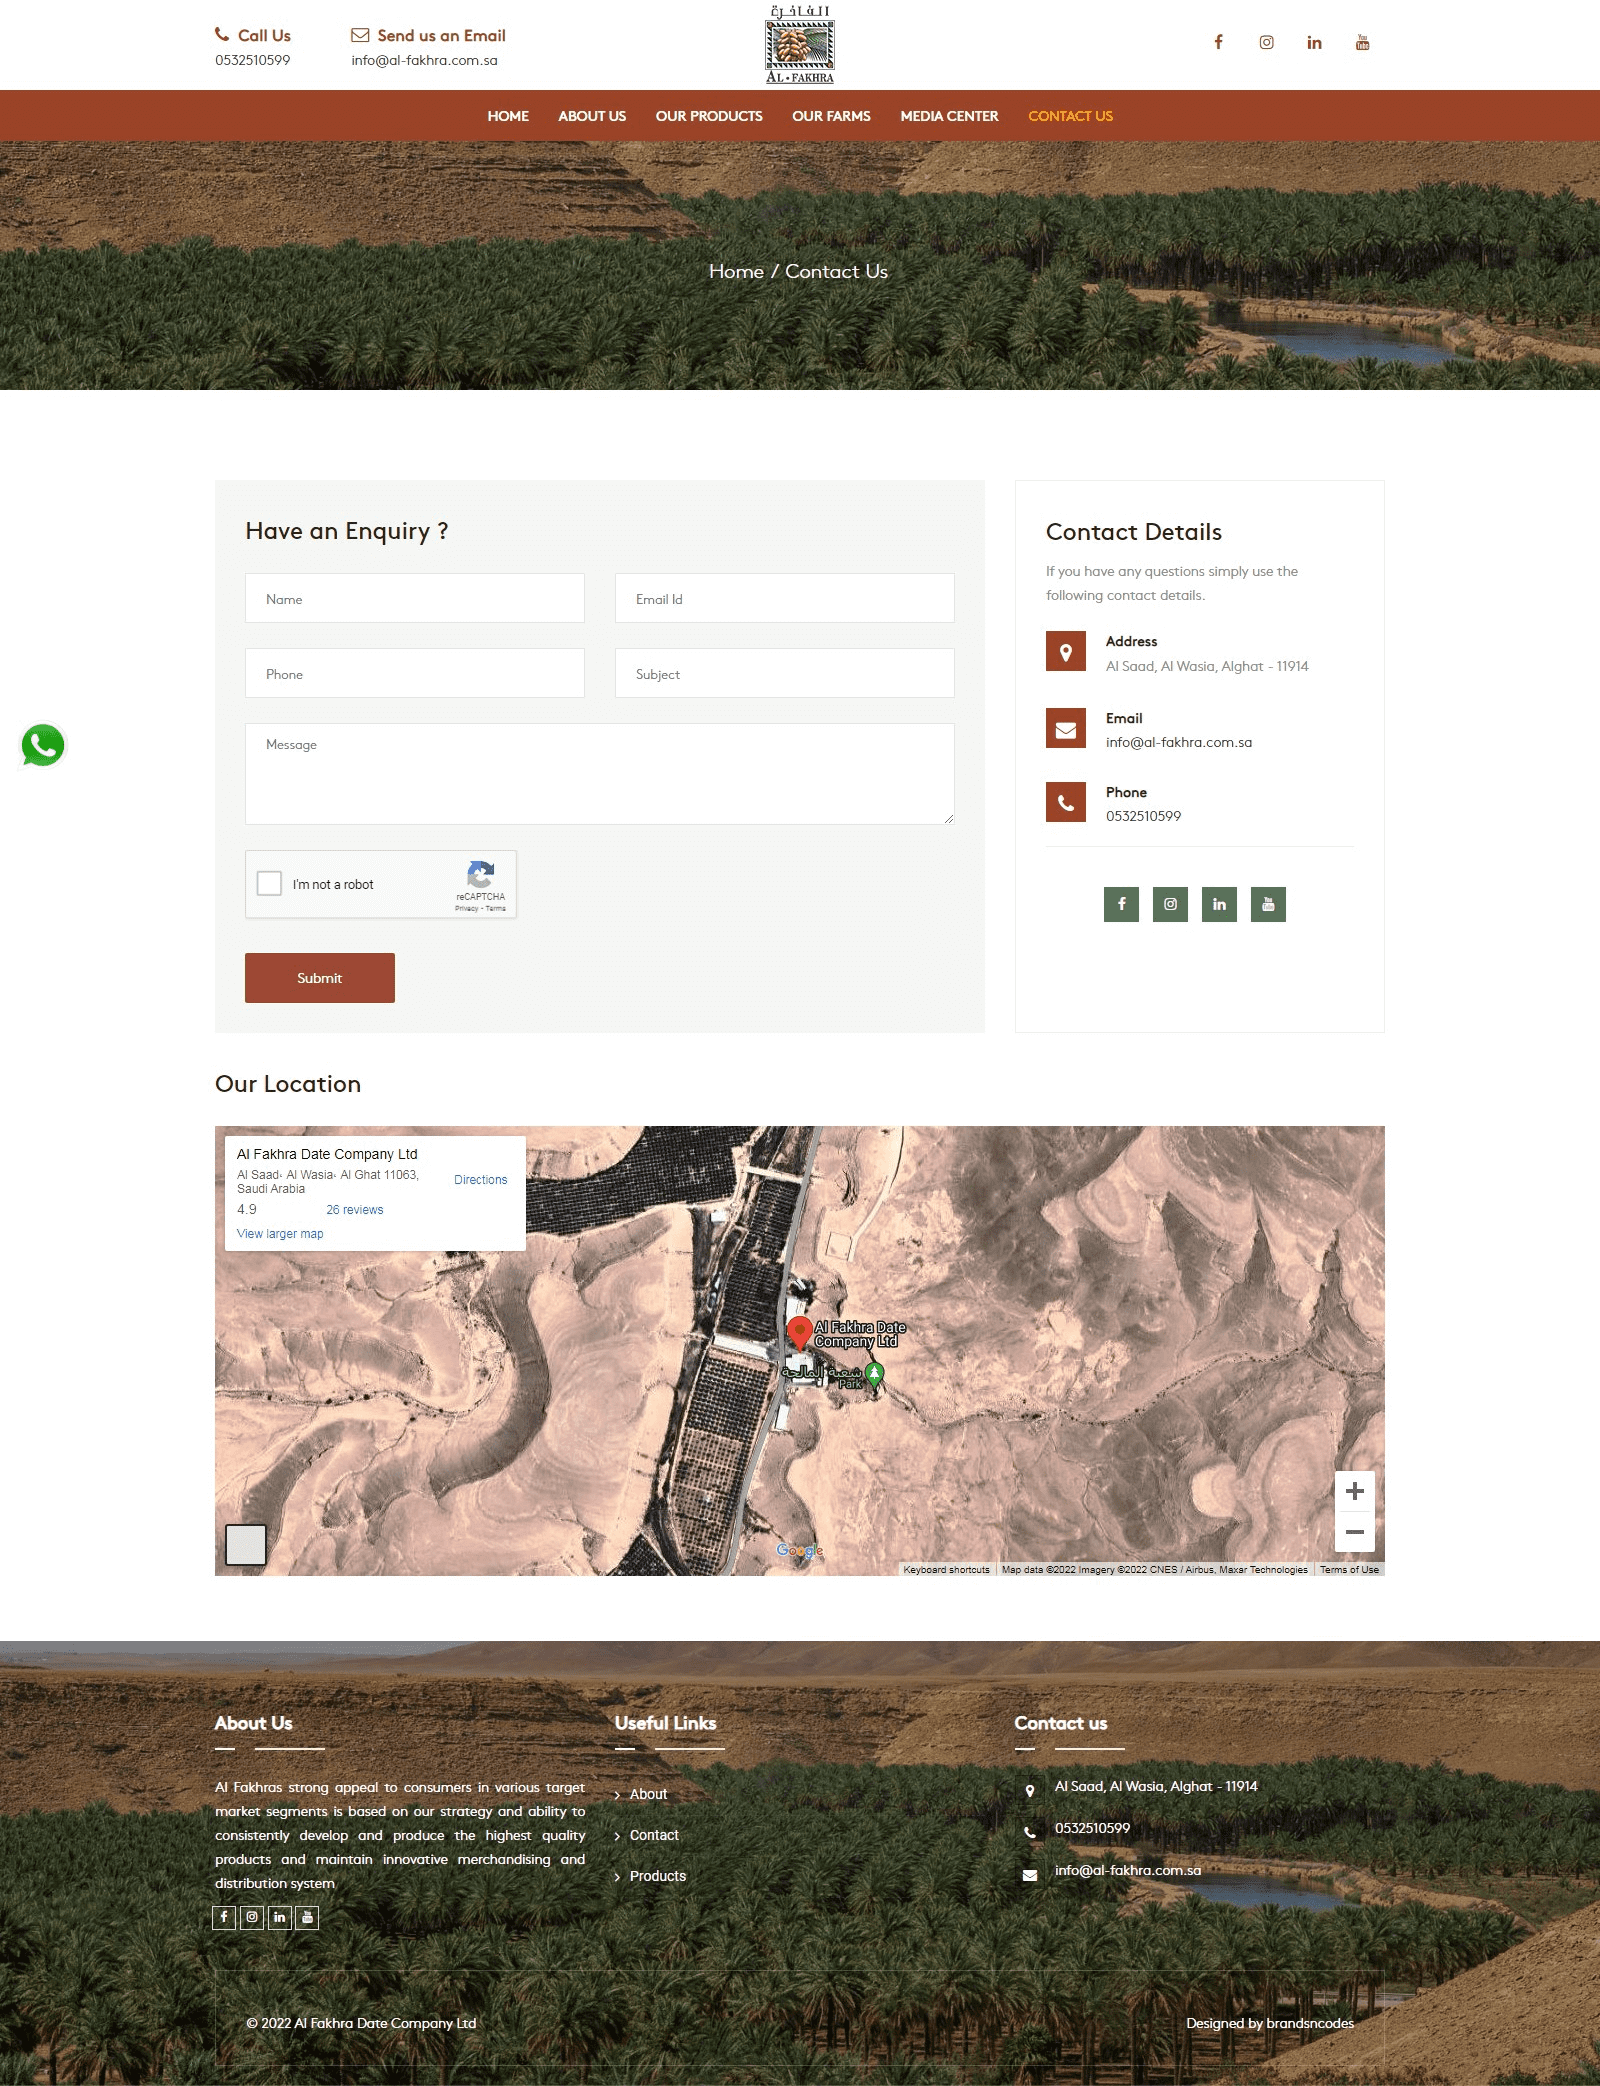 Call Us
0532510599
Send us an Email
info@al-fakhra.com.sa
الفاخرة
AL • FAKHRA
HOME
ABOUT US
OUR PRODUCTS
OUR FARMS
MEDIA CENTER
CONTACT US
Home / Contact Us
Have an Enquiry ?
Name
Email Id
Phone
Subject
Message
I'm not a robot
reCAPTCHA
Privacy - Terms
Submit
Contact Details
If you have any questions simply use the
following contact details.
Address
Al Saad, Al Wasia, Alghat - 11914
Email
info@al-fakhra.com.sa
Phone
0532510599
Our Location
Al Fakhra Date Company Ltd
Al Saad، Al Wasia، Al Ghat 11063,
Saudi Arabia
Directions
4.9
26 reviews
View larger map
Al Fakhra Date
Company Ltd
شعبة المالحة
Park
Google
Keyboard shortcuts
Map data ©2022 Imagery ©2022 CNES / Airbus, Maxar Technologies
Terms of Use
About Us
Al Fakhras strong appeal to consumers in various target
market segments is based on our strategy and ability to
consistently develop and produce the highest quality
products and maintain innovative merchandising and
distribution system
Useful Links
About
Contact
Products
Contact us
Al Saad, Al Wasia, Alghat - 11914
0532510599
info@al-fakhra.com.sa
© 2022 Al Fakhra Date Company Ltd
Designed by brandsncodes